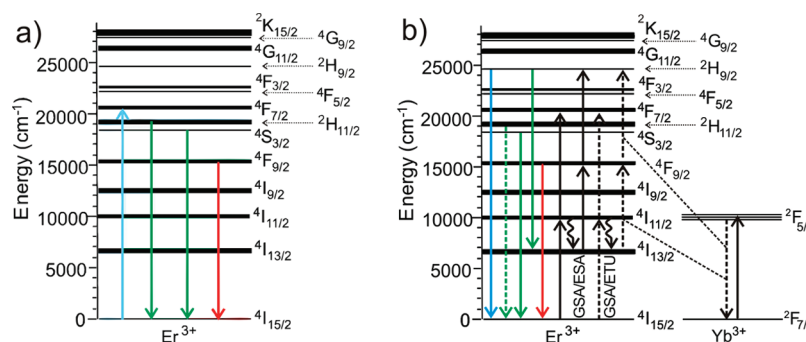 a)
Energy (cm⁻¹)
25000
20000
15000
10000
5000
0
²K₁₅/₂
⁴G₉/₂
⁴G₁₁/₂
²H₉/₂
⁴F₃/₂
⁴F₅/₂
⁴F₇/₂
²H₁₁/₂
⁴S₃/₂
⁴F₉/₂
⁴I₉/₂
⁴I₁₁/₂
⁴I₁₃/₂
⁴I₁₅/₂
Er³⁺
b)
Energy (cm⁻¹)
25000
20000
15000
10000
5000
0
²K₁₅/₂
⁴G₉/₂
⁴G₁₁/₂
²H₉/₂
⁴F₃/₂
⁴F₅/₂
⁴F₇/₂
²H₁₁/₂
⁴S₃/₂
⁴F₉/₂
⁴I₉/₂
⁴I₁₁/₂
⁴I₁₃/₂
⁴I₁₅/₂
GSA/ESA
GSA/ETU
Er³⁺
²F₅/
²F₇/
Yb³⁺